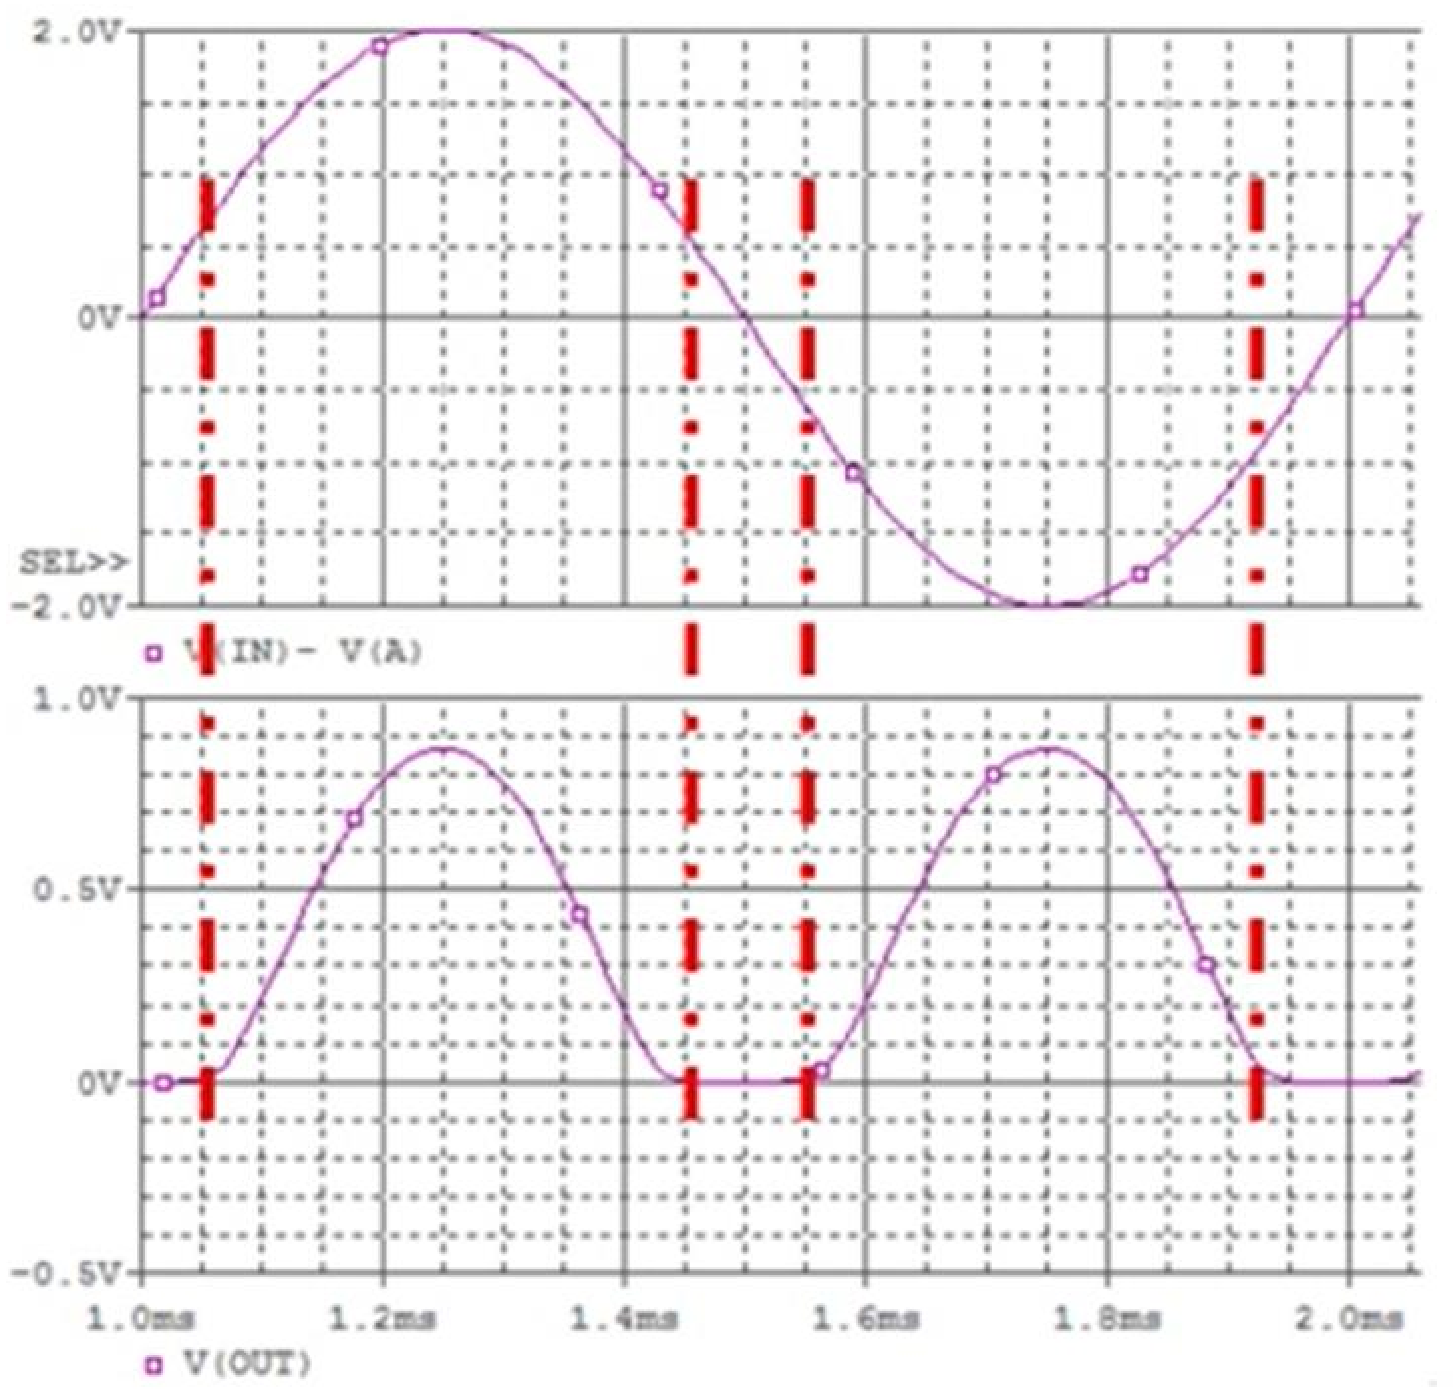 2.0V
0V
SEL>>
-2.0V
V(IN)- V(A)
1.0V
0.5V
0V
-0.5V
1.0ms 1.2ms 1.4ms 1.6ms 1.8ms 2.0ms
V(OUT)